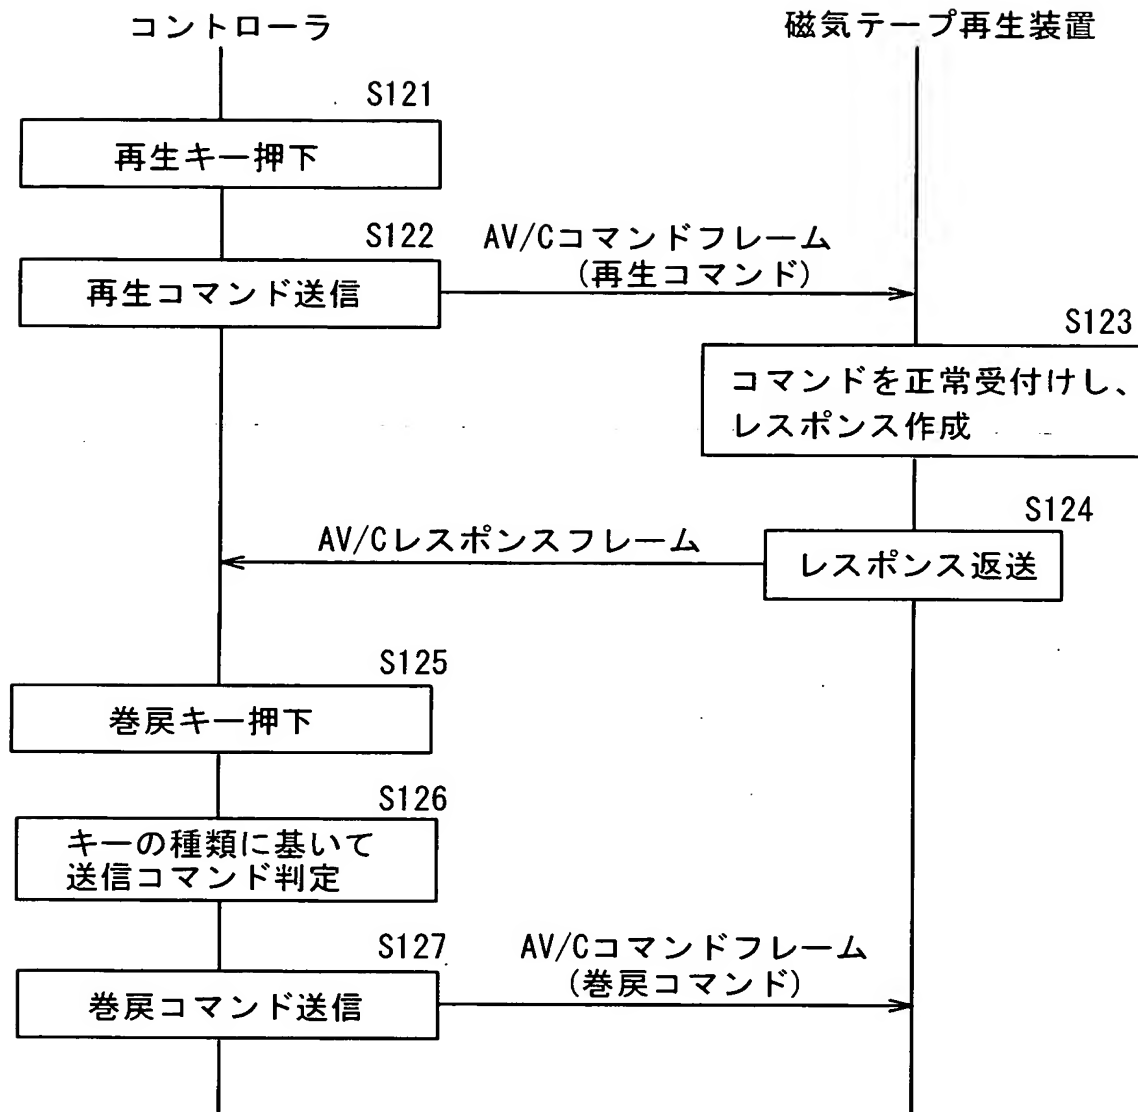 コントローラ
磁気テープ再生装置
S121
再生キー押下
S122
AV/Cコマンドフレーム
(再生コマンド)
再生コマンド送信
S123
コマンドを正常受付けし、
レスポンス作成
S124
AV/Cレスポンスフレーム
レスポンス返送
S125
巻戻キー押下
S126
キーの種類に基いて
送信コマンド判定
S127
AV/Cコマンドフレーム
(巻戻コマンド)
巻戻コマンド送信